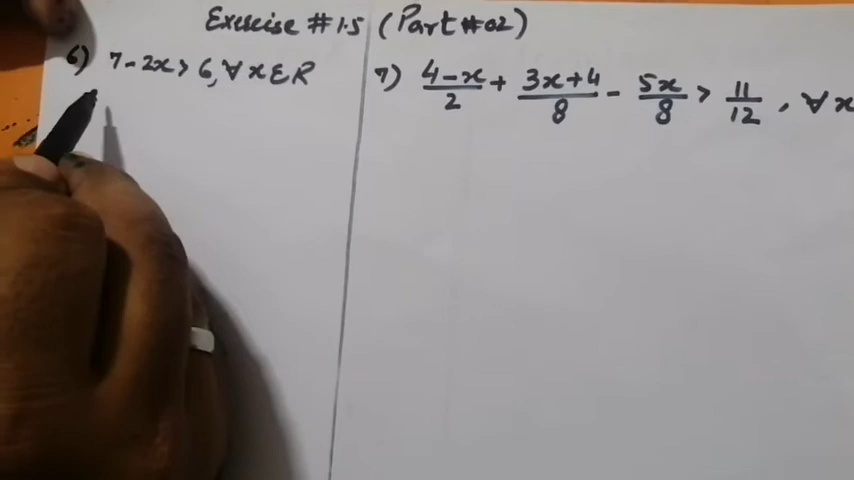 Exercise #1.5 (Part #02)
6) 7-2x > 6, ∀ x ∈ R
7) (4-x)/2 + (3x+4)/8 - 5x/8 > 11/12, ∀ x